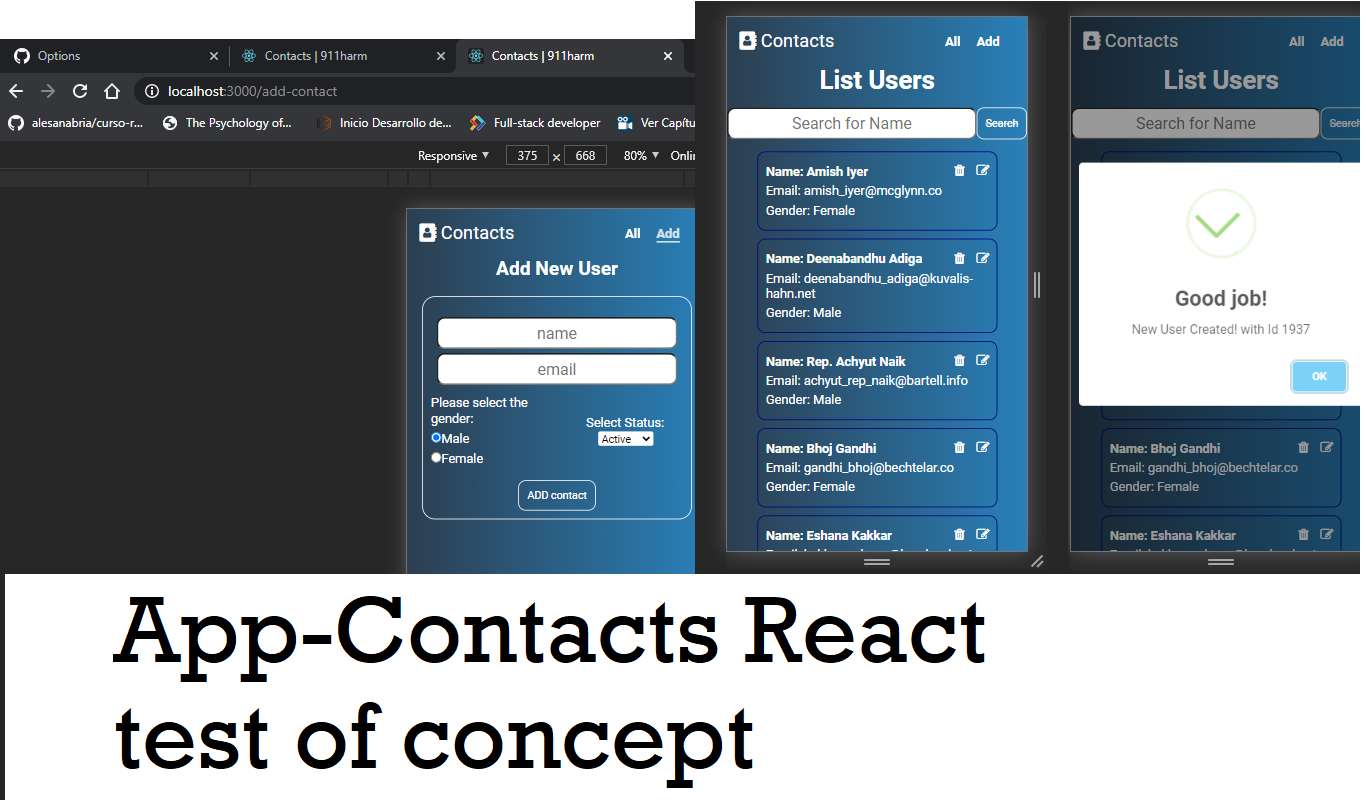 Options
Contacts | 911harm
Contacts | 911harm
localhost:3000/add-contact
alesanabria/curso-r...
The Psychology of...
Inicio Desarrollo de...
Full-stack developer
Ver Capítu
Responsive
375 × 668
80%
Onlin
Contacts
All
Add
Add New User
name
email
Please select the
gender:
Male
Female
Select Status:
Active
ADD contact
Contacts
All
Add
List Users
Search for Name
Search
Name: Amish Iyer
Email: amish_iyer@mcglynn.co
Gender: Female
Name: Deenabandhu Adiga
Email: deenabandhu_adiga@kuvalis-
hahn.net
Gender: Male
Name: Rep. Achyut Naik
Email: achyut_rep_naik@bartell.info
Gender: Male
Name: Bhoj Gandhi
Email: gandhi_bhoj@bechtelar.co
Gender: Female
Name: Eshana Kakkar
Contacts
All
Add
List Users
Search for Name
Search
Good job!
New User Created! with Id 1937
OK
Name: Bhoj Gandhi
Email: gandhi_bhoj@bechtelar.co
Gender: Female
Name: Eshana Kakkar
App-Contacts React
test of concept